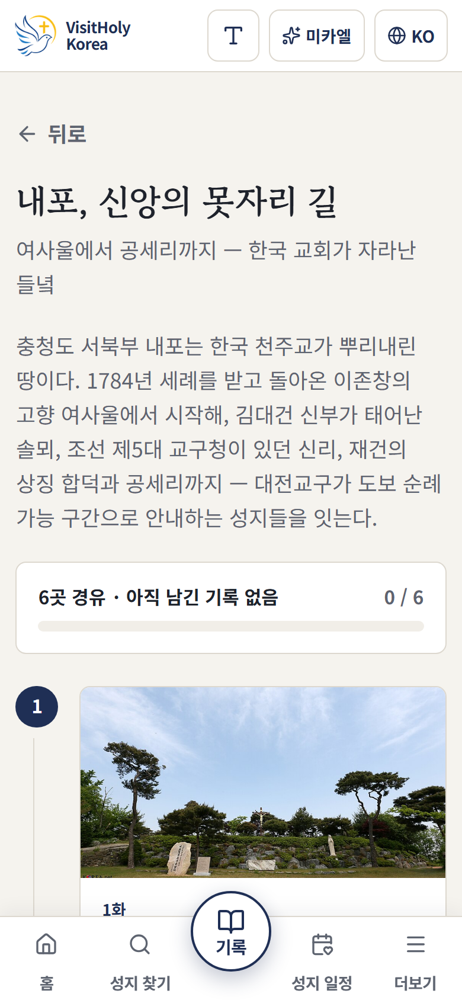 VisitHoly
Korea
미카엘
KO
뒤로
내포, 신앙의 못자리 길
여사울에서 공세리까지 — 한국 교회가 자라난
들녘
충청도 서북부 내포는 한국 천주교가 뿌리내린
땅이다. 1784년 세례를 받고 돌아온 이존창의
고향 여사울에서 시작해, 김대건 신부가 태어난
솔뫼, 조선 제5대 교구청이 있던 신리, 재건의
상징 합덕과 공세리까지 — 대전교구가 도보 순례
가능 구간으로 안내하는 성지들을 잇는다.
6곳 경유 · 아직 남긴 기록 없음
0 / 6
1
1화
홈
성지 찾기
기록
성지 일정
더보기